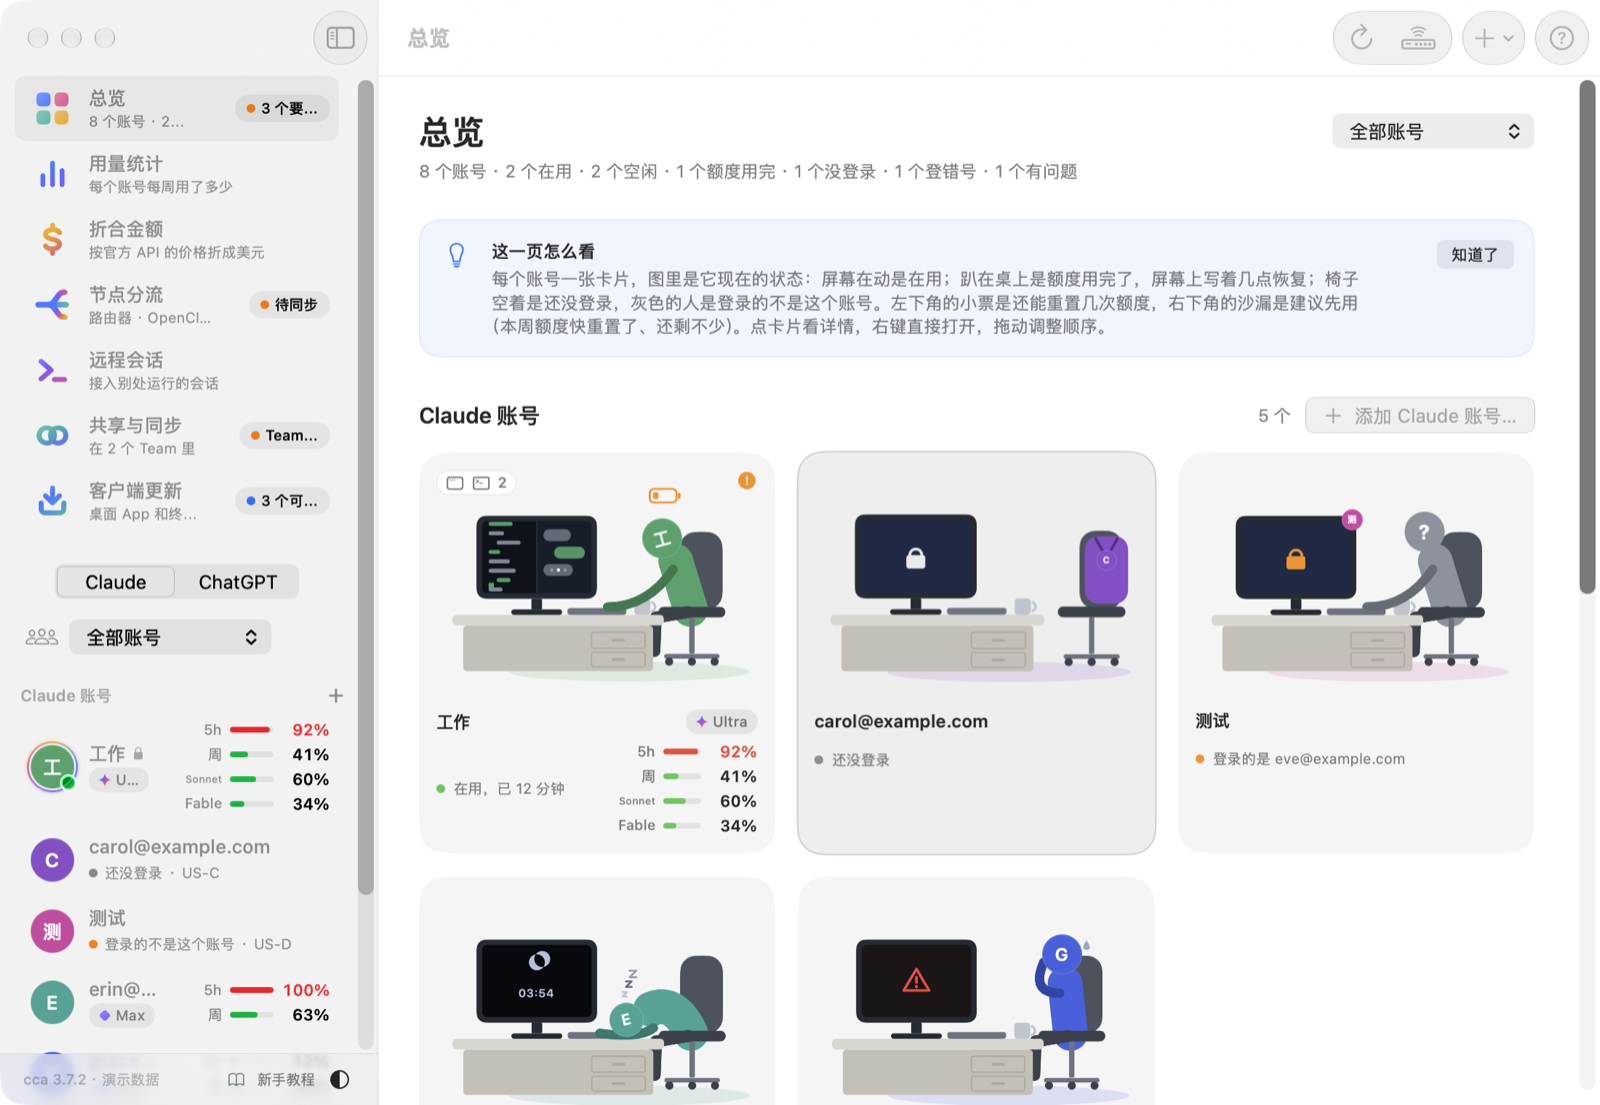 总览
总览
8 个账号 · 2...
3 个要...
用量统计
每个账号每周用了多少
折合金额
按官方 API 的价格折成美元
节点分流
路由器 · OpenCl...
待同步
远程会话
接入别处运行的会话
共享与同步
在 2 个 Team 里
Team...
客户端更新
桌面 App 和终...
3 个可...
Claude
ChatGPT
全部账号
Claude 账号
工
工作
U...
5h 92%
周 41%
Sonnet 60%
Fable 34%
C
carol@example.com
还没登录 · US-C
测
测试
登录的不是这个账号 · US-D
E
erin@...
Max
5h 100%
周 63%
cca 3.7.2 · 演示数据
新手教程
总览
全部账号
8 个账号 · 2 个在用 · 2 个空闲 · 1 个额度用完 · 1 个没登录 · 1 个登错号 · 1 个有问题
这一页怎么看
知道了
每个账号一张卡片，图里是它现在的状态：屏幕在动是在用；趴在桌上是额度用完了，屏幕上写着几点恢复；椅子
空着是还没登录，灰色的人是登录的不是这个账号。左下角的小票是还能重置几次额度，右下角的沙漏是建议先用
（本周额度快重置了、还剩不少）。点卡片看详情，右键直接打开，拖动调整顺序。
Claude 账号
5 个
添加 Claude 账号...
2
工
工作
Ultra
在用，已 12 分钟
5h 92%
周 41%
Sonnet 60%
Fable 34%
C
carol@example.com
还没登录
测
?
测试
登录的是 eve@example.com
03:54
z
z
z
E
G